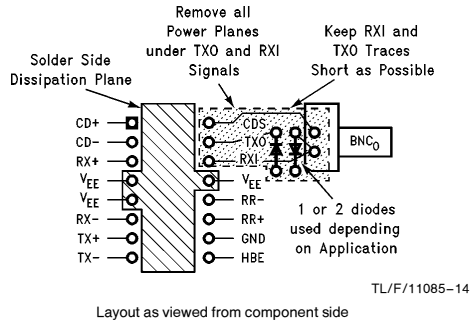 Remove all
Power Planes
under TXO and RXI
Signals
Keep RXI and
TXO Traces
Short as Possible
Solder Side
Dissipation Plane
CD+
CD-
RX+
VEE
VEE
RX-
TX+
TX-
CDS
TXO
RXI
VEE
RR-
RR+
GND
HBE
BNCO
1 or 2 diodes
used depending
on Application
TL/F/11085-14
Layout as viewed from component side